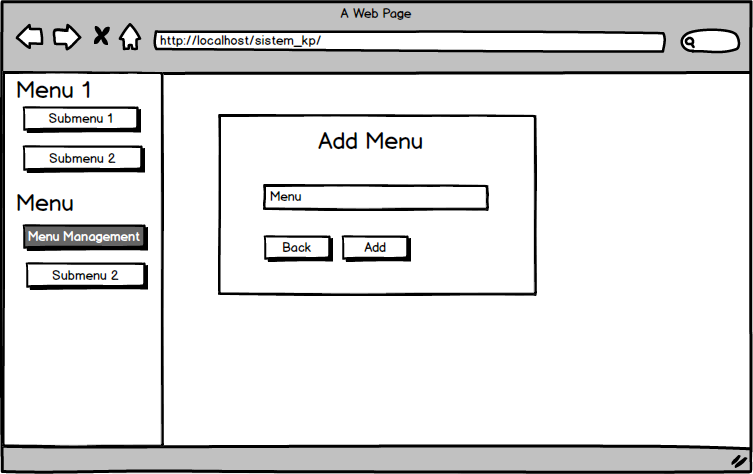 A Web Page
http://localhost/sistem_kp/
Menu 1
Submenu 1
Submenu 2
Menu
Menu Management
Submenu 2
Add Menu
Menu
Back
Add